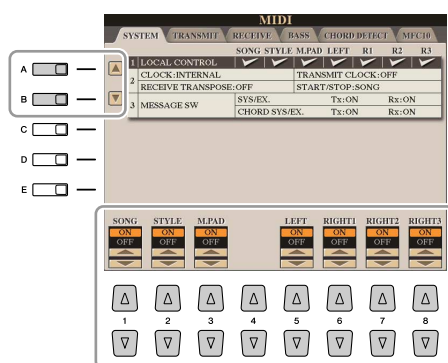 MIDI
SYSTEM TRANSMIT RECEIVE BASS CHORD DETECT MFC10
SONG STYLE M.PAD LEFT R1 R2 R3
A
1 LOCAL CONTROL
2 CLOCK:INTERNAL TRANSMIT CLOCK:OFF
B
RECEIVE TRANSPOSE:OFF START/STOP:SONG
3 MESSAGE SW SYS/EX. Tx:ON Rx:ON
CHORD SYS/EX. Tx:ON Rx:ON
C
D
E
SONG STYLE M.PAD LEFT RIGHT1 RIGHT2 RIGHT3
ON ON ON ON ON ON ON
OFF OFF OFF OFF OFF OFF OFF
1 2 3 4 5 6 7 8